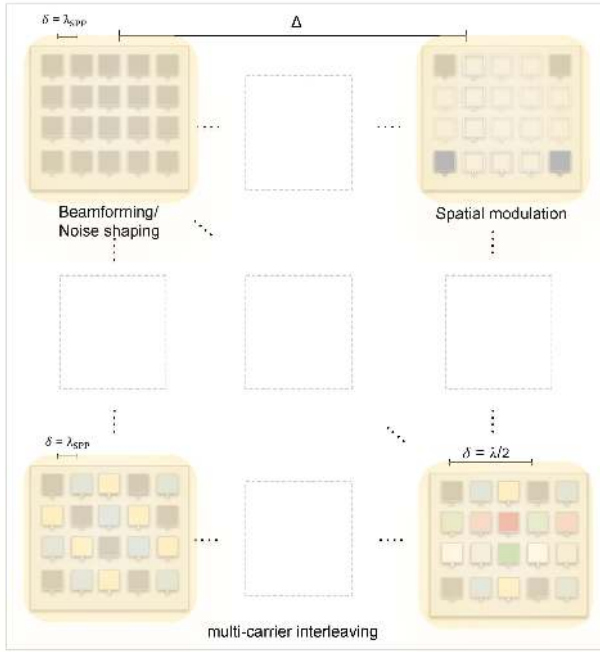 δ = λSPP
Δ
Beamforming/
Noise shaping
Spatial modulation
δ = λSPP
δ = λ/2
multi-carrier interleaving